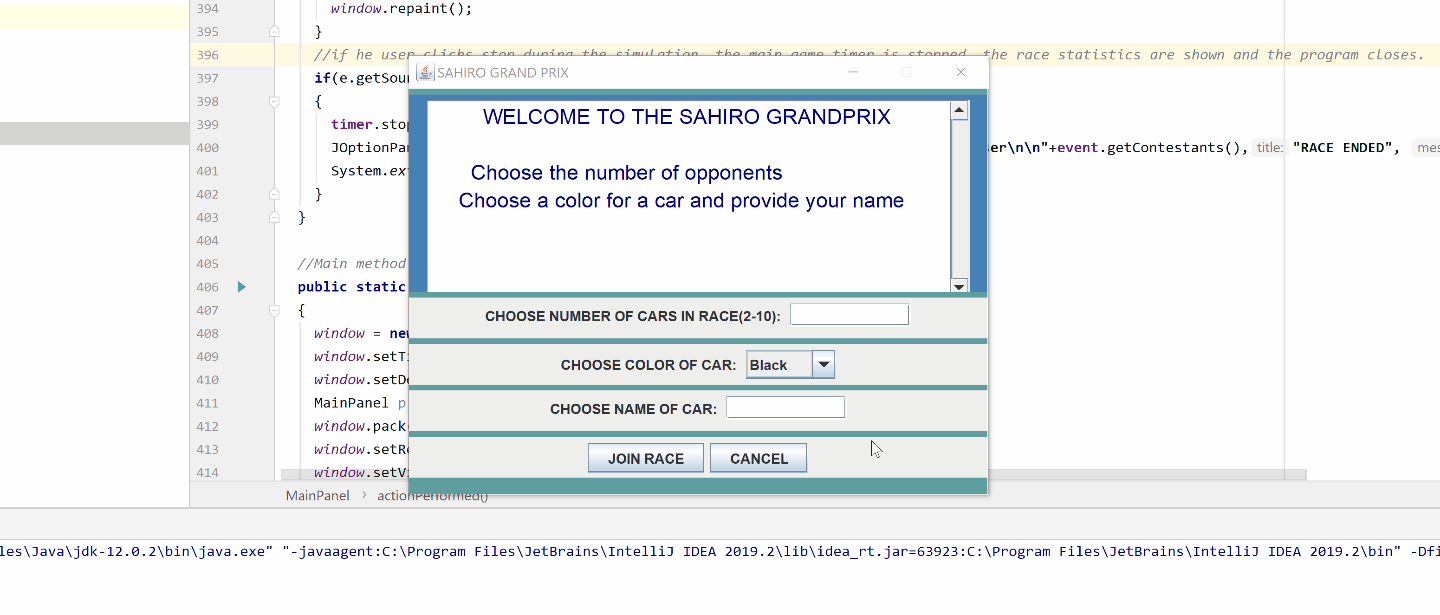 394 window.repaint();
395 }
396 //if he user clicks stop during the simulation, the main game timer is stopped, the race statistics are shown and the program closes.
397 if(e.getSour
398 {
399 timer.stop
400 JOptionPan er\n\n"+event.getContestants(), title: "RACE ENDED", mes
401 System.ex
402 }
403 }
404
405 //Main method
406 public static
407 {
408 window = new
409 window.setT
410 window.setDe
411 MainPanel p
412 window.pack(
413 window.setRe
414 window.setV
SAHIRO GRAND PRIX
WELCOME TO THE SAHIRO GRANDPRIX
Choose the number of opponents
Choose a color for a car and provide your name
CHOOSE NUMBER OF CARS IN RACE(2-10):
CHOOSE COLOR OF CAR: Black
CHOOSE NAME OF CAR:
JOIN RACE CANCEL
MainPanel › actionPerformed()
les\Java\jdk-12.0.2\bin\java.exe" "-javaagent:C:\Program Files\JetBrains\IntelliJ IDEA 2019.2\lib\idea_rt.jar=63923:C:\Program Files\JetBrains\IntelliJ IDEA 2019.2\bin" -Dfi